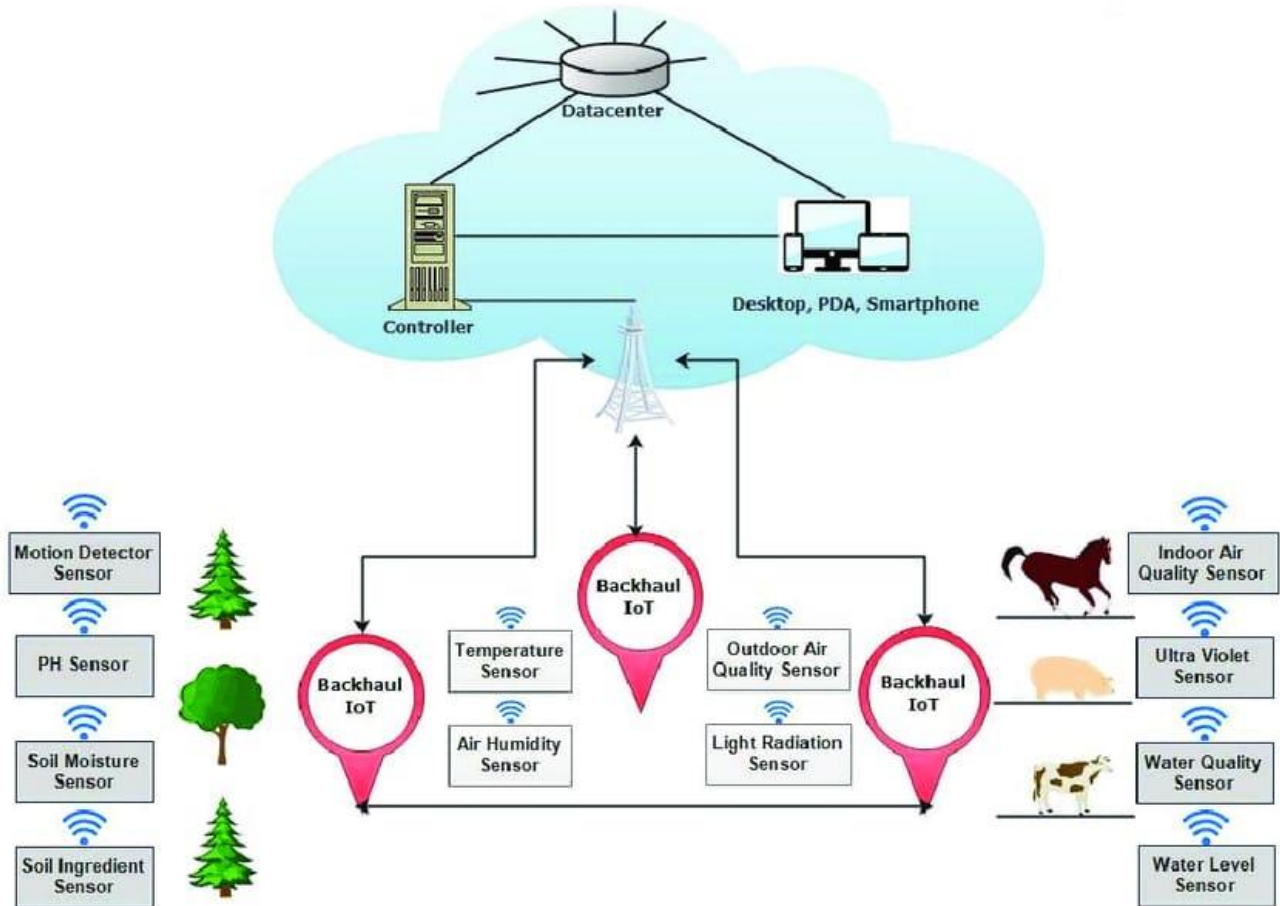 Datacenter
Controller
Desktop, PDA, Smartphone
Motion Detector
Sensor
PH Sensor
Soil Moisture
Sensor
Soil Ingredient
Sensor
Backhaul
IoT
Temperature
Sensor
Air Humidity
Sensor
Backhaul
IoT
Outdoor Air
Quality Sensor
Light Radiation
Sensor
Backhaul
IoT
Indoor Air
Quality Sensor
Ultra Violet
Sensor
Water Quality
Sensor
Water Level
Sensor